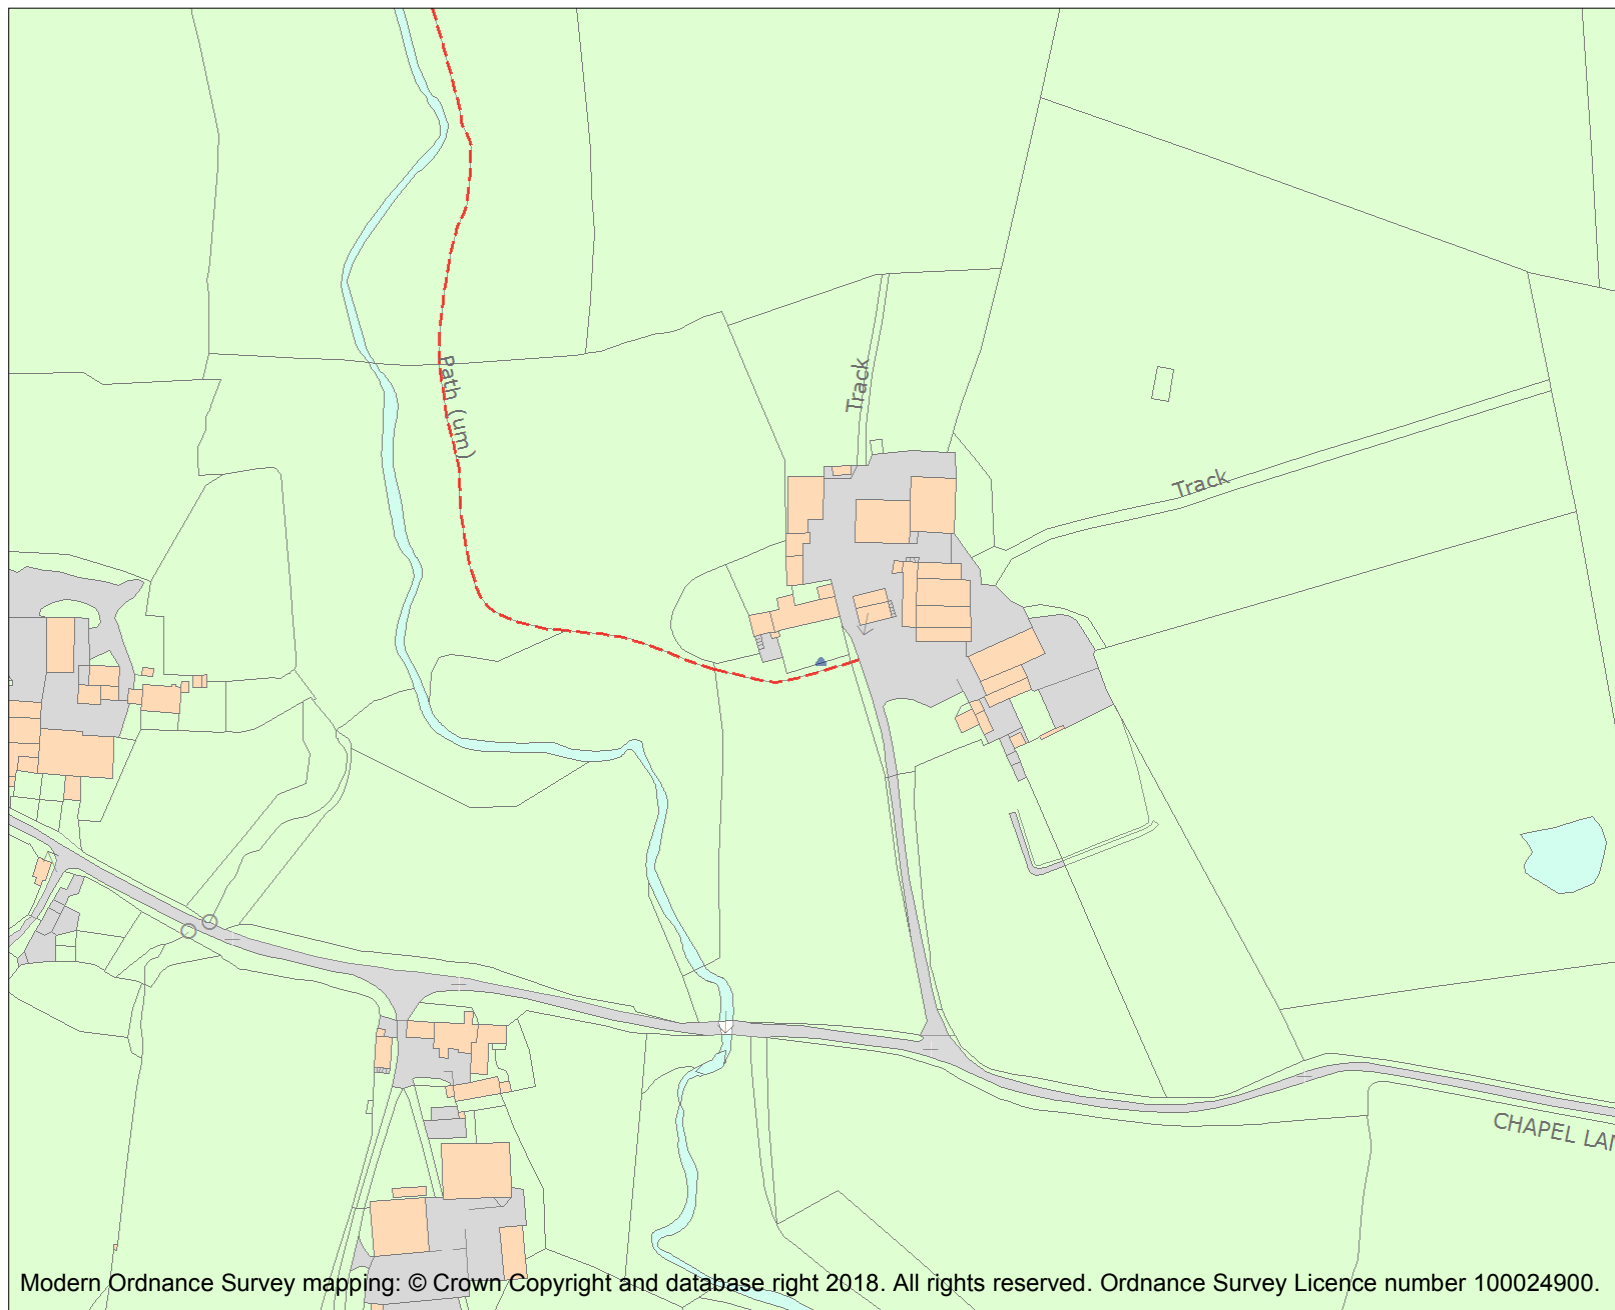 Path (um)
Track
Track
CHAPEL LAN
Modern Ordnance Survey mapping: © Crown Copyright and database right 2018. All rights reserved. Ordnance Survey Licence number 100024900.